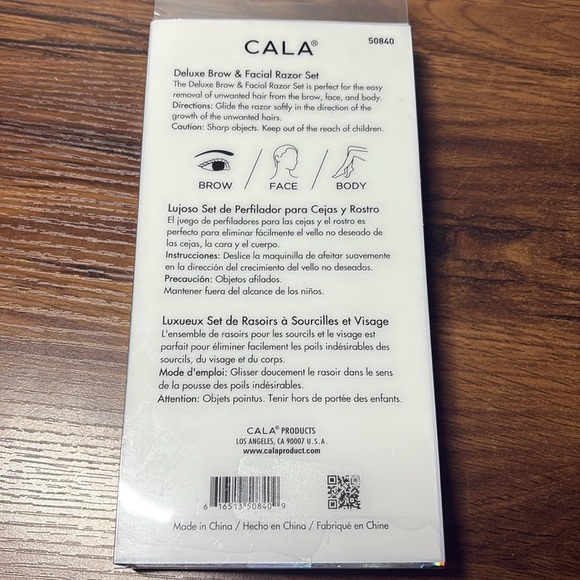 CALA® 50840
Deluxe Brow & Facial Razor Set
The Deluxe Brow & Facial Razor Set is perfect for the easy
removal of unwanted hair from the brow, face, and body.
Directions: Glide the razor softly in the direction of the
growth of the unwanted hairs.
Caution: Sharp objects. Keep out of the reach of children.
BROW / FACE / BODY
Lujoso Set de Perfilador para Cejas y Rostro
El juego de perfiladores para las cejas y el rostro es
perfecto para eliminar fácilmente el vello no deseado de
las cejas, la cara y el cuerpo.
Instrucciones: Deslice la maquinilla de afeitar suavemente
en la dirección del crecimiento del vello no deseados.
Precaución: Objetos afilados.
Mantener fuera del alcance de los niños.
Luxueux Set de Rasoirs à Sourcilles et Visage
L'ensemble de rasoirs pour les sourcils et le visage est
parfait pour éliminer facilement les poils indésirables des
sourcils, du visage et du corps.
Mode d'emploi: Glisser doucement le rasoir dans le sens
de la pousse des poils indésirables.
Attention: Objets pointus. Tenir hors de portée des enfants.
CALA® PRODUCTS
LOS ANGELES, CA 90007 U.S.A.
www.calaproduct.com
6 16513 50840 9
Made in China / Hecho en China / Fabriqué en Chine